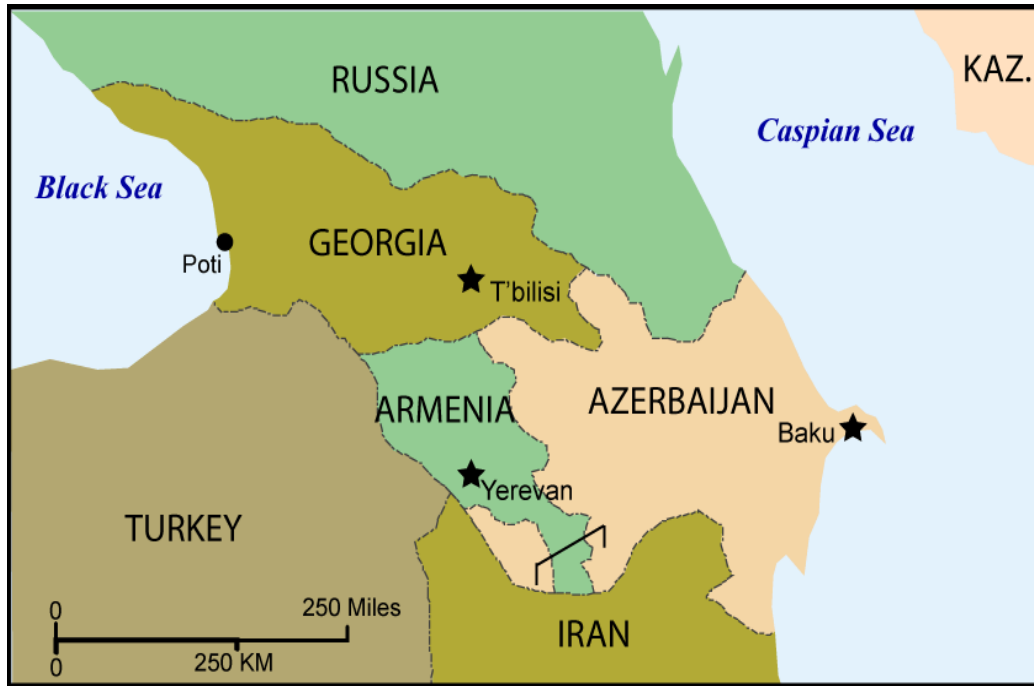 RUSSIA
KAZ.
Caspian Sea
Black Sea
GEORGIA
Poti
T'bilisi
ARMENIA
AZERBAIJAN
Baku
Yerevan
TURKEY
IRAN
0
250 Miles
0
250 KM